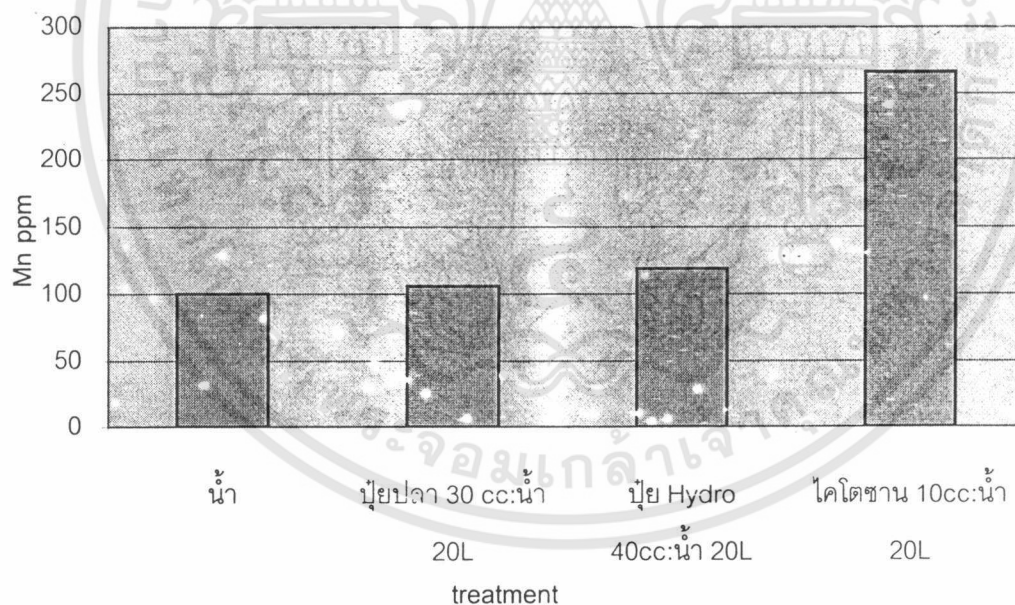 300
250
200
150
100
50
0
Mn ppm
น้ำ
ปุ๋ยปลา 30 cc:น้ำ
20L
ปุ๋ย Hydro
40cc:น้ำ 20L
ไคโตซาน 10cc:น้ำ
20L
treatment